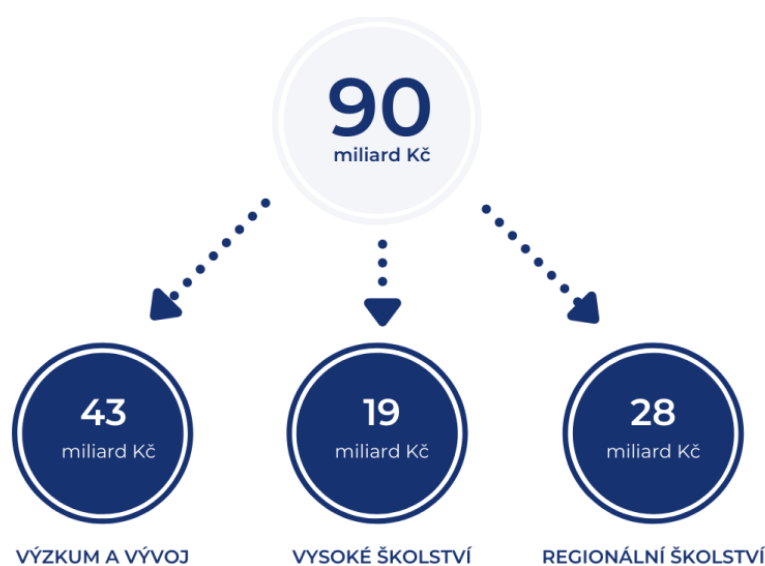 90
miliard Kč
43
miliard Kč
19
miliard Kč
28
miliard Kč
VÝZKUM A VÝVOJ
VYSOKÉ ŠKOLSTVÍ
REGIONÁLNÍ ŠKOLSTVÍ